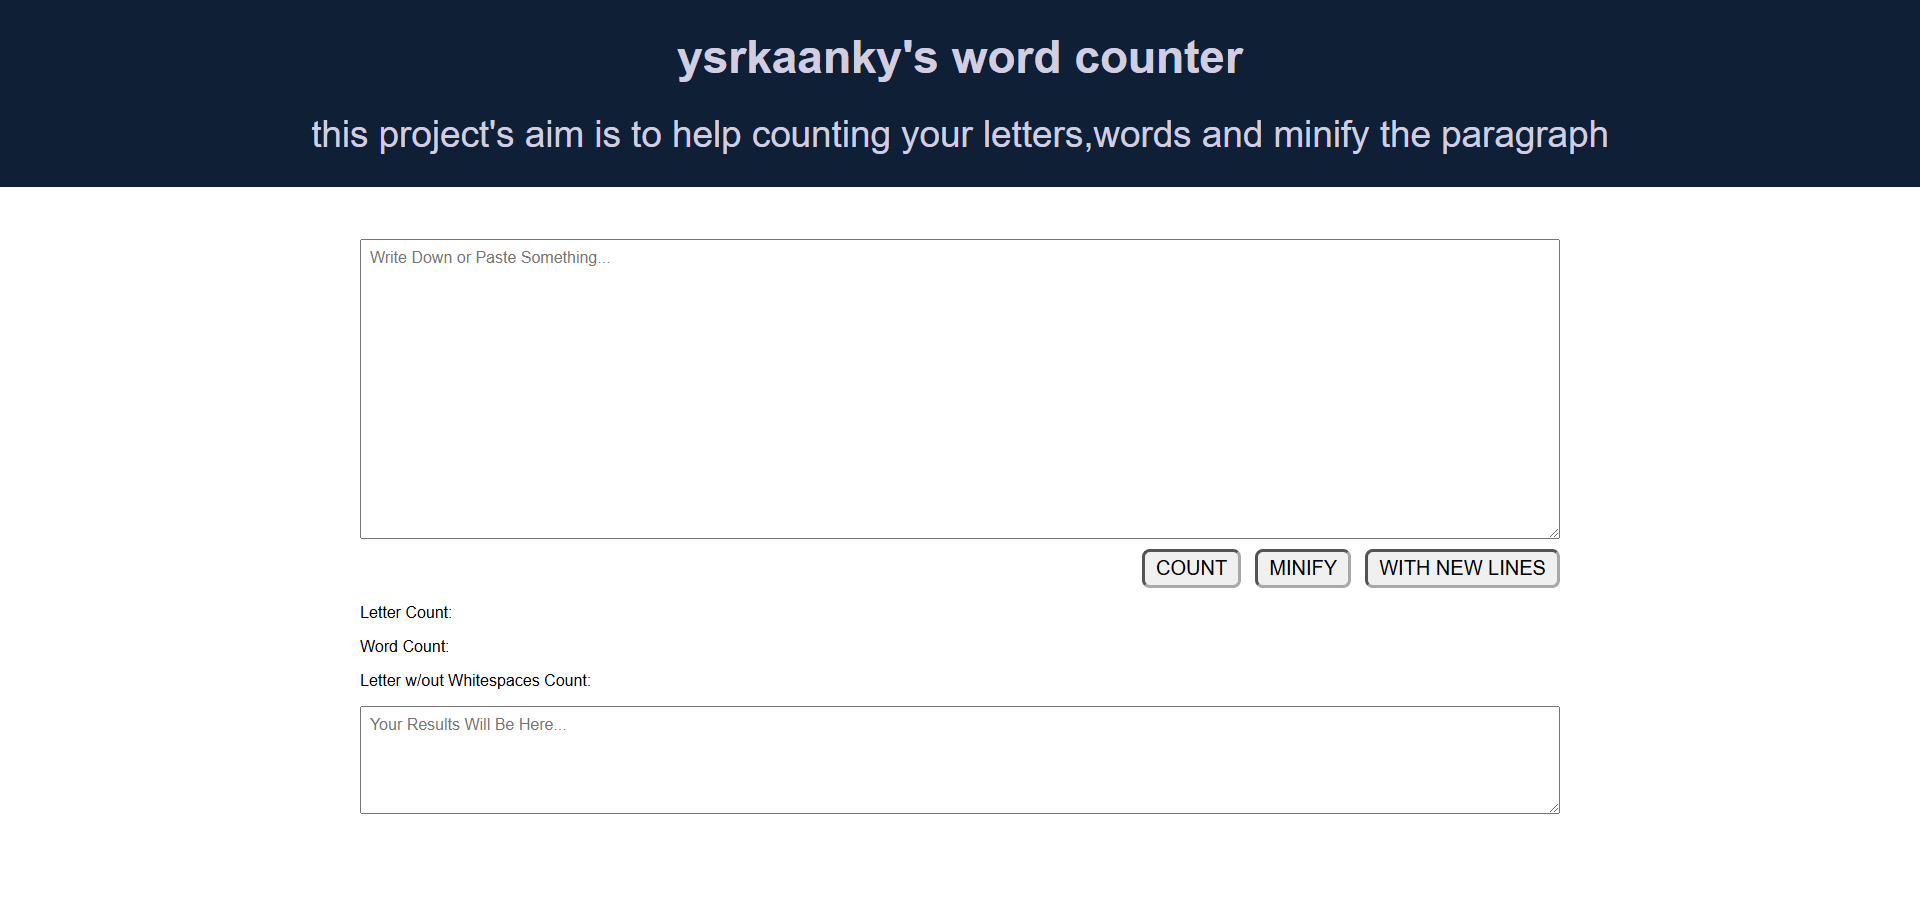 ysrkaanky's word counter
this project's aim is to help counting your letters,words and minify the paragraph
Write Down or Paste Something...
COUNT MINIFY WITH NEW LINES
Letter Count:
Word Count:
Letter w/out Whitespaces Count:
Your Results Will Be Here...